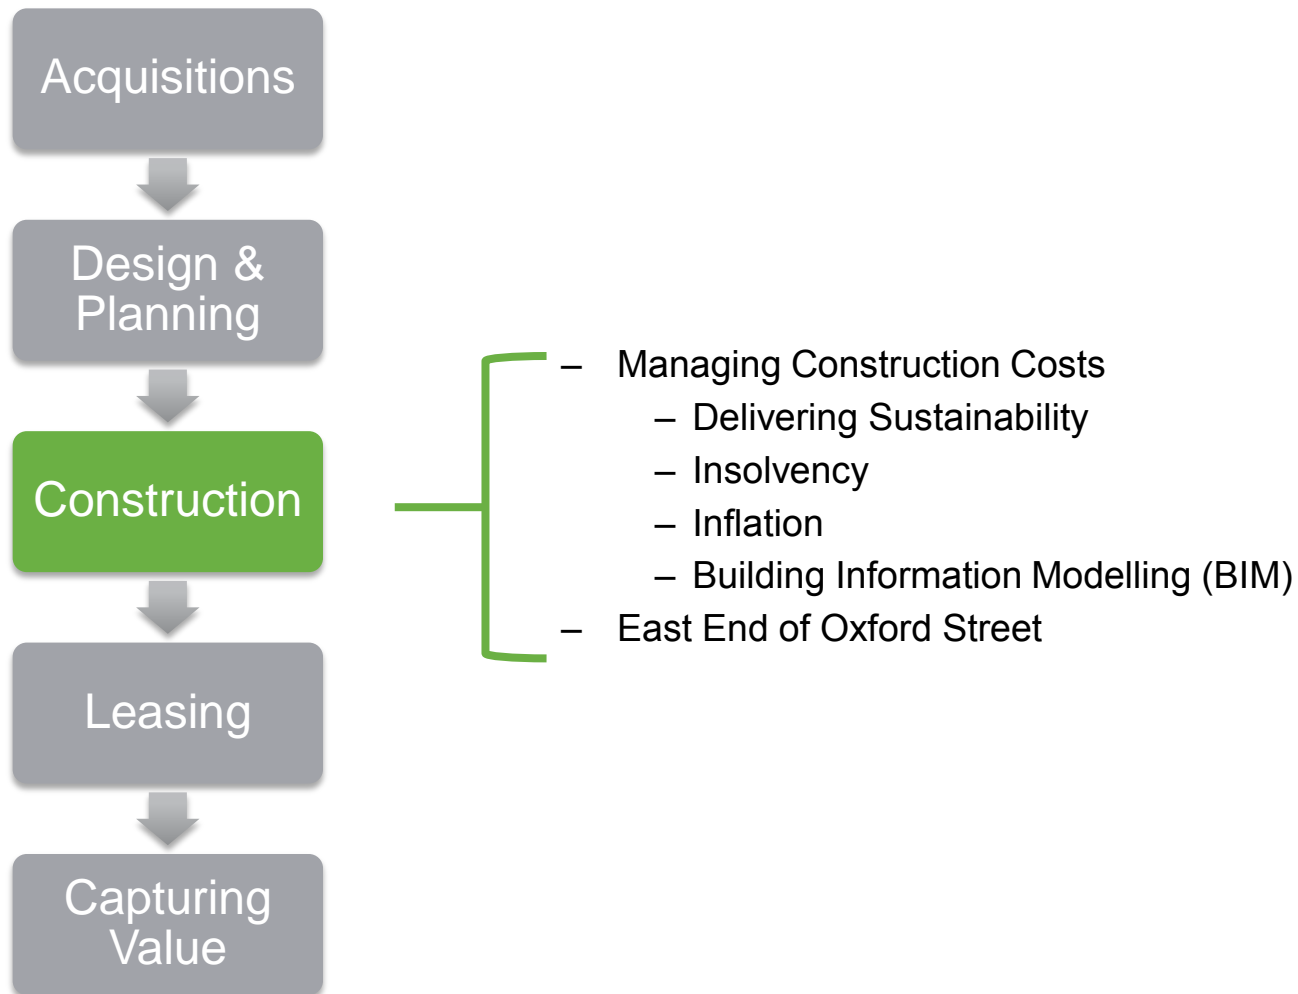 Acquisitions
Design &
Planning
Construction
Leasing
Capturing
Value
– Managing Construction Costs
– Delivering Sustainability
– Insolvency
– Inflation
– Building Information Modelling (BIM)
– East End of Oxford Street